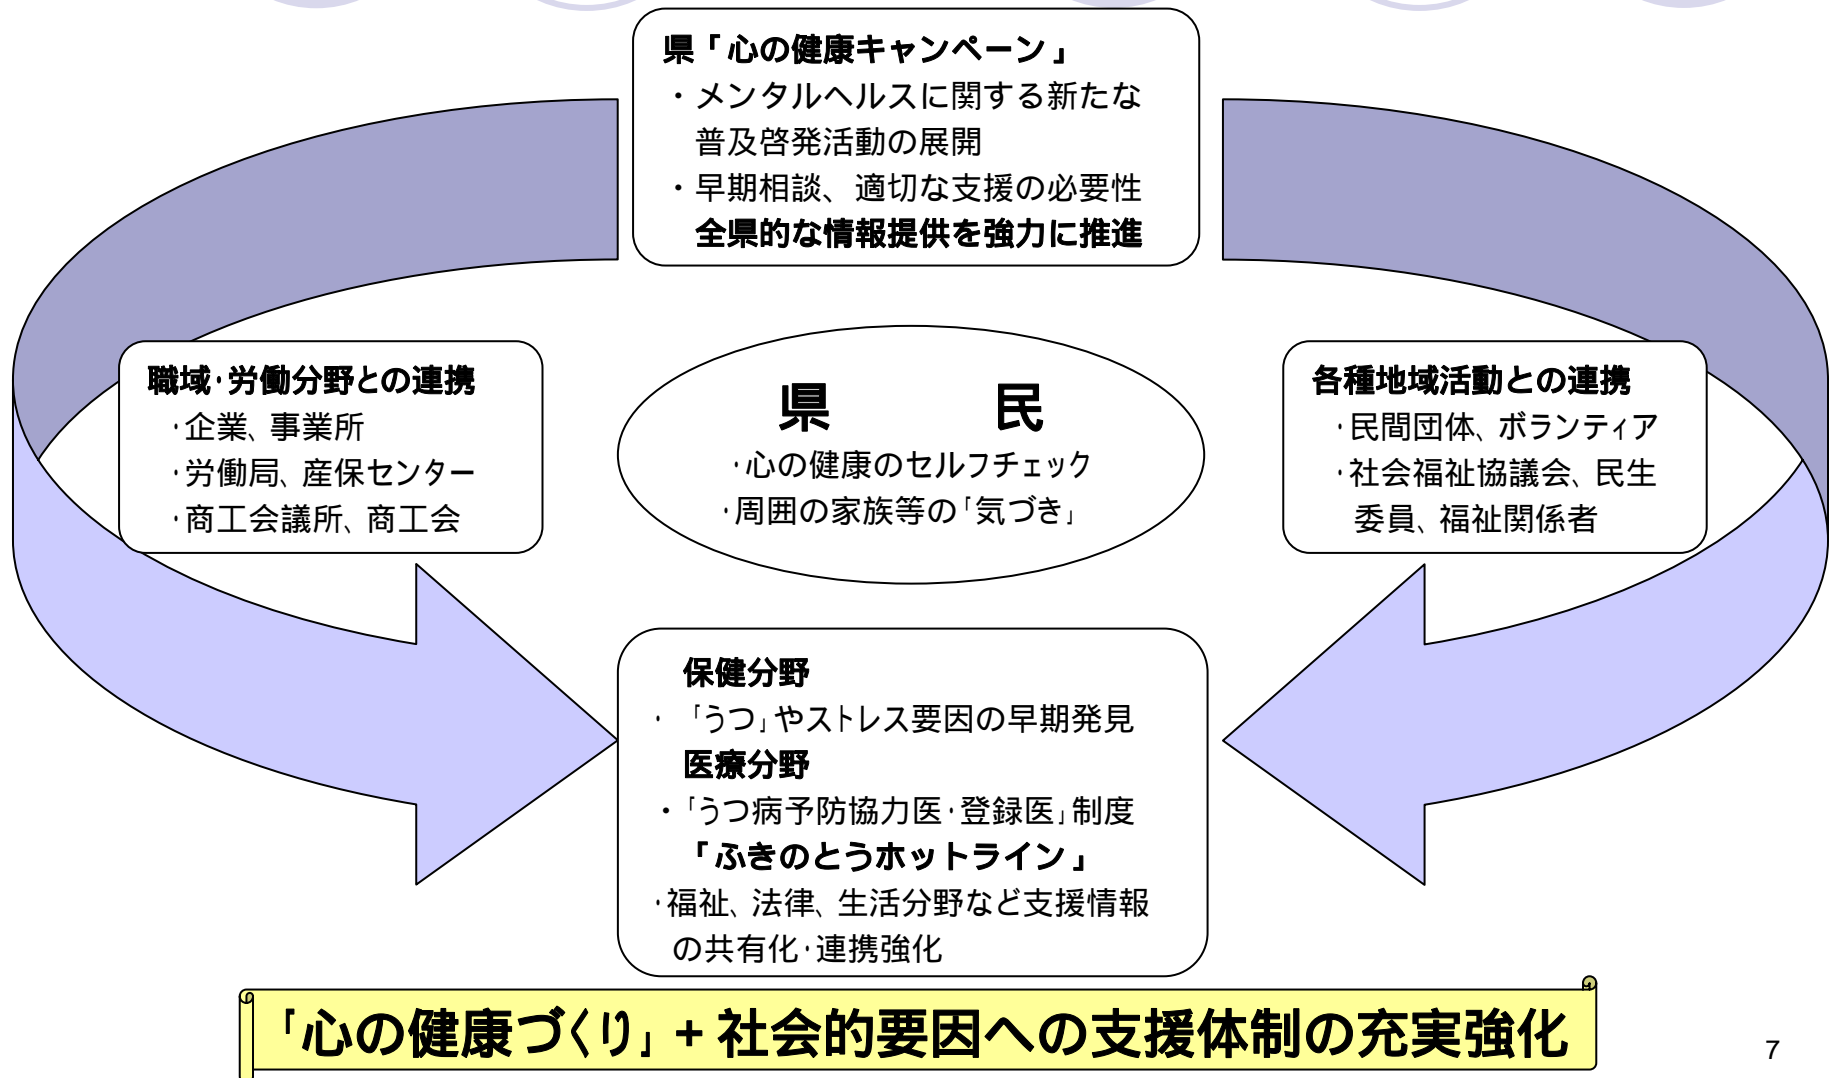 県「心の健康キャンペーン」
・メンタルヘルスに関する新たな
普及啓発活動の展開
・早期相談、適切な支援の必要性
全県的な情報提供を強力に推進
職域・労働分野との連携
・企業、事業所
・労働局、産保センター
・商工会議所、商工会
県　　民
・心の健康のセルフチェック
・周囲の家族等の「気づき」
各種地域活動との連携
・民間団体、ボランティア
・社会福祉協議会、民生
委員、福祉関係者
保健分野
・「うつ」やストレス要因の早期発見
医療分野
・「うつ病予防協力医・登録医」制度
「ふきのとうホットライン」
・福祉、法律、生活分野など支援情報
の共有化・連携強化
「心の健康づくり」+社会的要因への支援体制の充実強化
7